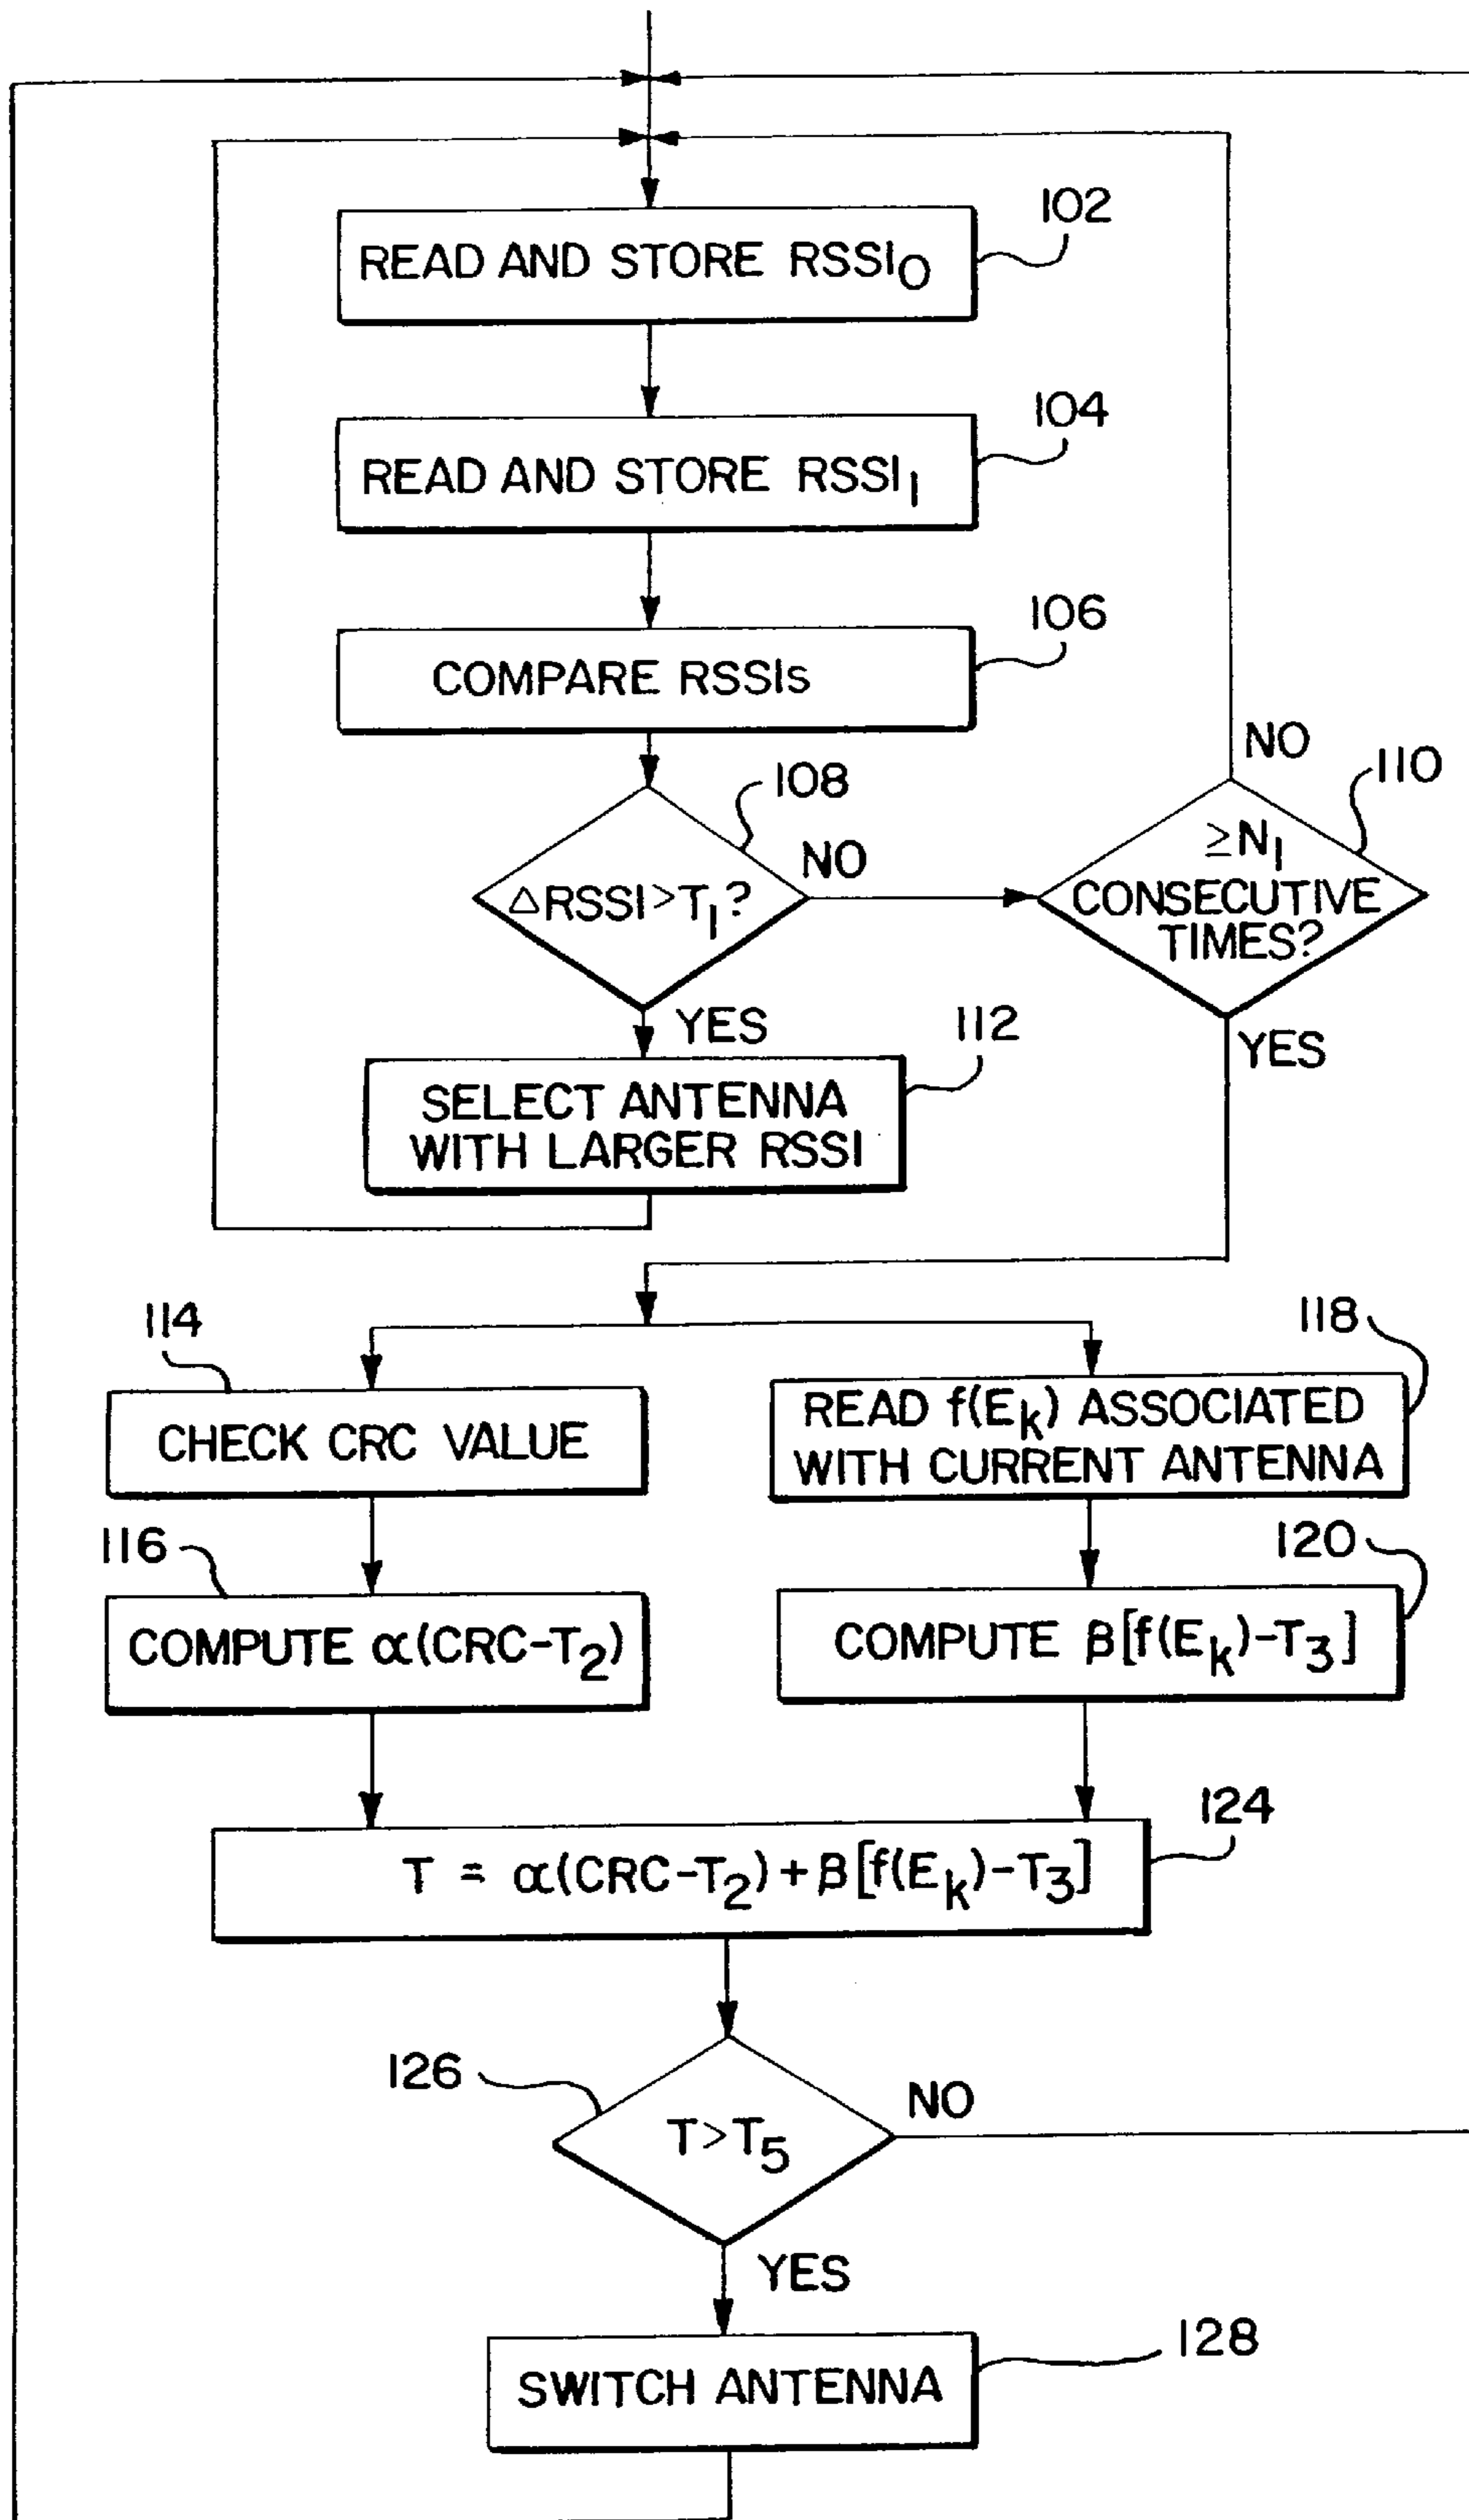 102
READ AND STORE RSSI₀
104
READ AND STORE RSSI₁
106
COMPARE RSSIs
108
ΔRSSI>T₁?
NO
NO
110
≥N₁
CONSECUTIVE
TIMES?
YES
YES
112
SELECT ANTENNA
WITH LARGER RSSI
114
CHECK CRC VALUE
118
READ f(Eₖ) ASSOCIATED
WITH CURRENT ANTENNA
116
COMPUTE α(CRC-T₂)
120
COMPUTE β[f(Eₖ)-T₃]
124
T = α(CRC-T₂)+β[f(Eₖ)-T₃]
126
T>T₅
NO
YES
128
SWITCH ANTENNA